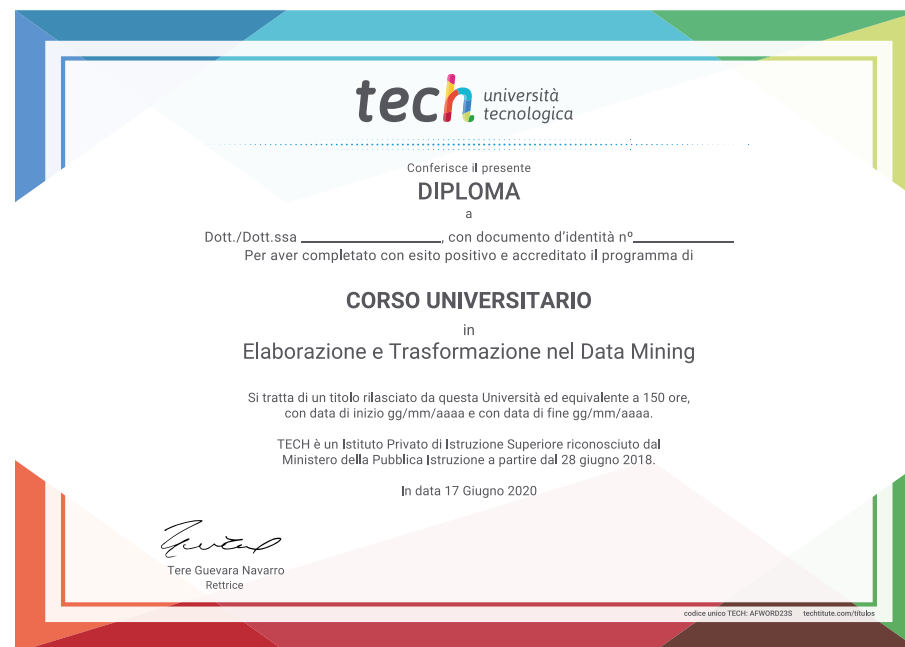 tech università
tecnologica
Conferisce il presente
DIPLOMA
a
Dott./Dott.ssa ____________________, con documento d'identità nº______________
Per aver completato con esito positivo e accreditato il programma di
CORSO UNIVERSITARIO
in
Elaborazione e Trasformazione nel Data Mining
Si tratta di un titolo rilasciato da questa Università ed equivalente a 150 ore,
con data di inizio gg/mm/aaaa e con data di fine gg/mm/aaaa.
TECH è un Istituto Privato di Istruzione Superiore riconosciuto dal
Ministero della Pubblica Istruzione a partire dal 28 giugno 2018.
In data 17 Giugno 2020
Tere Guevara Navarro
Rettrice
codice unico TECH: AFWORD23S techtitute.com/titulos